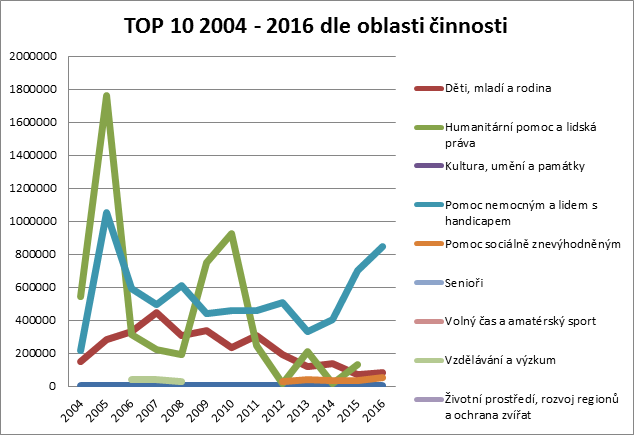 TOP 10 2004 - 2016 dle oblasti činnosti
2000000
1800000
1600000
1400000
1200000
1000000
800000
600000
400000
200000
0
2004
2005
2006
2007
2008
2009
2010
2011
2012
2013
2014
2015
2016
Děti, mladí a rodina
Humanitární pomoc a lidská
práva
Kultura, umění a památky
Pomoc nemocným a lidem s
handicapem
Pomoc sociálně znevýhodněným
Senioři
Volný čas a amatérský sport
Vzdělávání a výzkum
Životní prostředí, rozvoj regionů
a ochrana zvířat